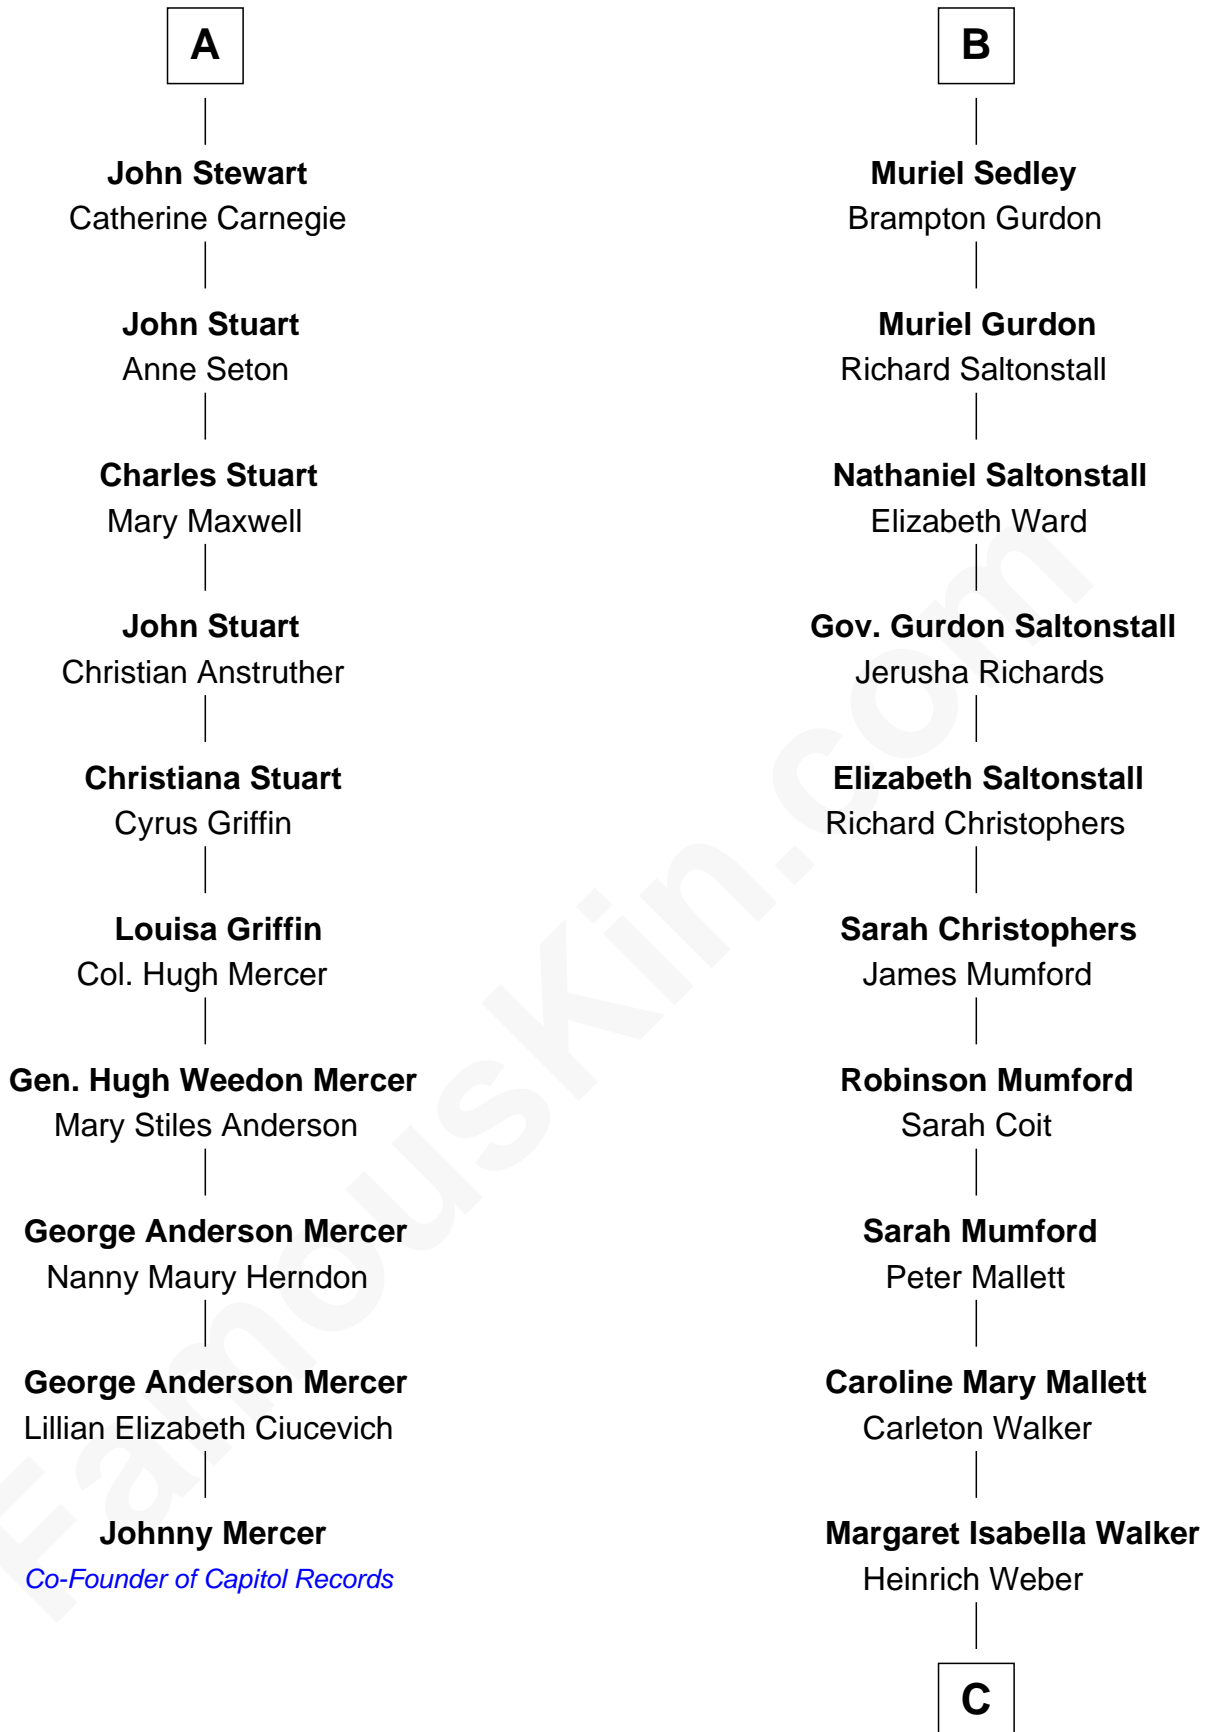 A
John Stewart
Catherine Carnegie
John Stuart
Anne Seton
Charles Stuart
Mary Maxwell
John Stuart
Christian Anstruther
Christiana Stuart
Cyrus Griffin
Louisa Griffin
Col. Hugh Mercer
Gen. Hugh Weedon Mercer
Mary Stiles Anderson
George Anderson Mercer
Nanny Maury Herndon
George Anderson Mercer
Lillian Elizabeth Ciucevich
Johnny Mercer
Co-Founder of Capitol Records
B
Muriel Sedley
Brampton Gurdon
Muriel Gurdon
Richard Saltonstall
Nathaniel Saltonstall
Elizabeth Ward
Gov. Gurdon Saltonstall
Jerusha Richards
Elizabeth Saltonstall
Richard Christophers
Sarah Christophers
James Mumford
Robinson Mumford
Sarah Coit
Sarah Mumford
Peter Mallett
Caroline Mary Mallett
Carleton Walker
Margaret Isabella Walker
Heinrich Weber
C
FamousKin.com